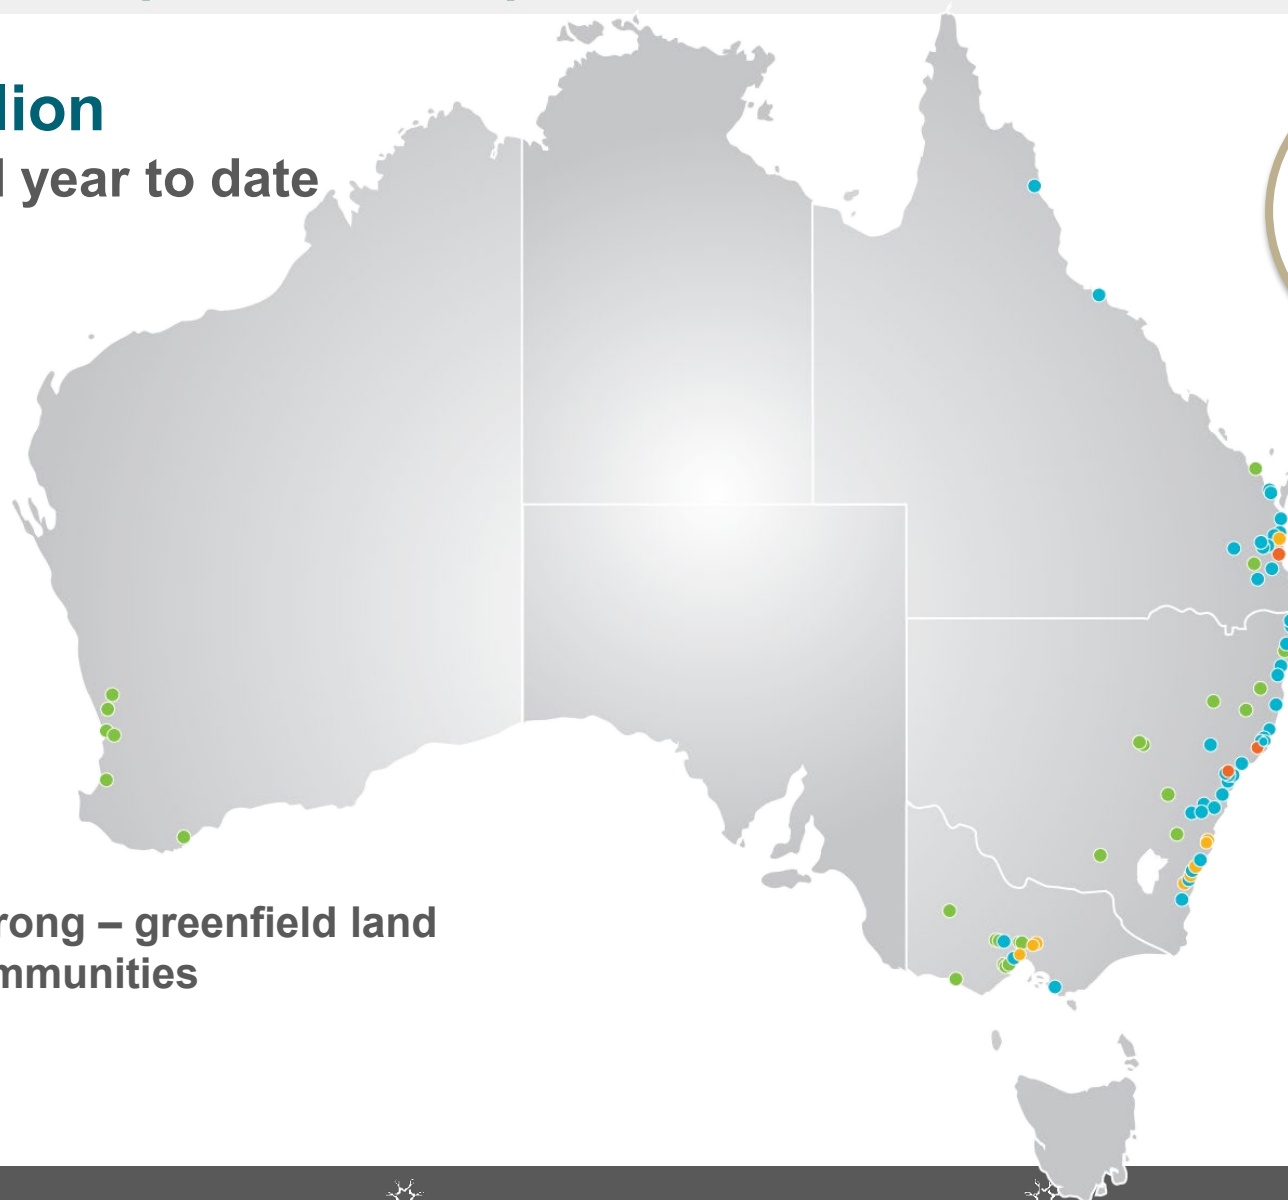 lion
year to date
rong – greenfield land
mmunities